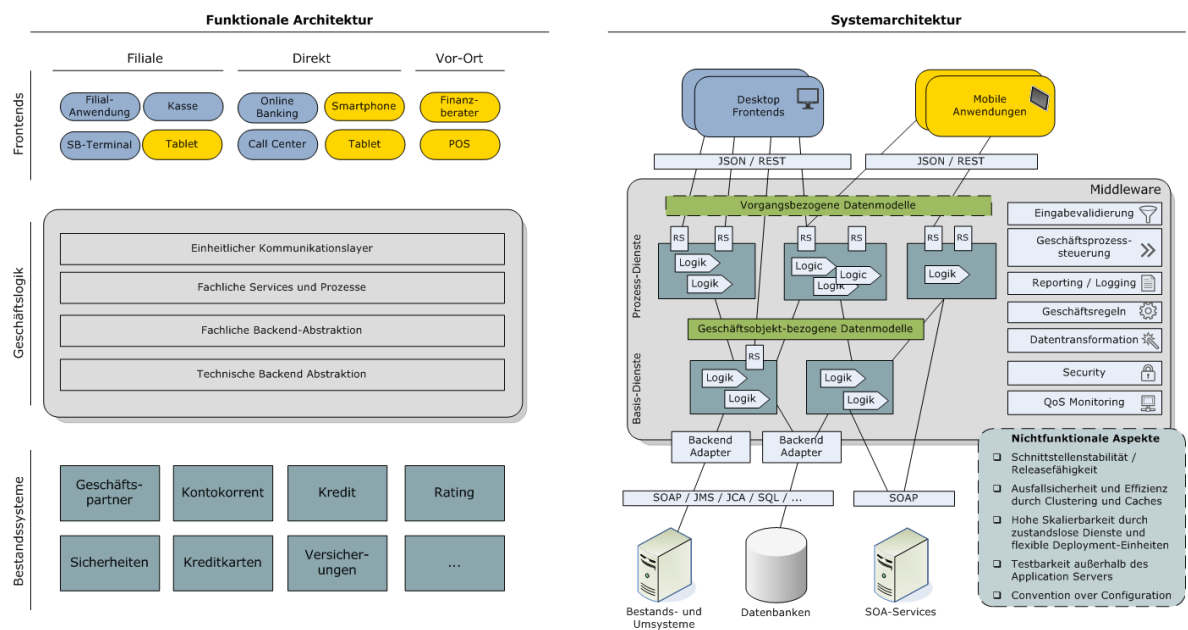 Funktionale Architektur
Filiale
Direkt
Vor-Ort
Frontends
Filial-
Anwendung
Kasse
Online
Banking
Smartphone
Finanz-
berater
SB-Terminal
Tablet
Call Center
Tablet
POS
Geschäftslogik
Einheitlicher Kommunikationslayer
Fachliche Services und Prozesse
Fachliche Backend-Abstraktion
Technische Backend Abstraktion
Bestandssysteme
Geschäfts-
partner
Kontokorrent
Kredit
Rating
Sicherheiten
Kreditkarten
Versicher-
ungen
...
Systemarchitektur
Desktop
Frontends
Mobile
Anwendungen
JSON / REST
JSON / REST
Middleware
Vorgangsbezogene Datenmodelle
Prozess-Dienste
RS
RS
RS
RS
RS
RS
Logik
Logik
Logic
Logic
Logik
Logik
Geschäftsobjekt-bezogene Datenmodelle
Basis-Dienste
RS
Logik
Logik
Logik
Logik
Eingabevalidierung
Geschäftsprozess-
steuerung
Reporting / Logging
Geschäftsregeln
Datentransformation
Security
QoS Monitoring
Backend
Adapter
Backend
Adapter
SOAP / JMS / JCA / SQL / ...
SOAP
Bestands- und
Umsysteme
Datenbanken
SOA-Services
Nichtfunktionale Aspekte
Schnittstellenstabilität /
Releasefähigkeit
Ausfallsicherheit und Effizienz
durch Clustering und Caches
Hohe Skalierbarkeit durch
zustandslose Dienste und
flexible Deployment-Einheiten
Testbarkeit außerhalb des
Application Servers
Convention over Configuration